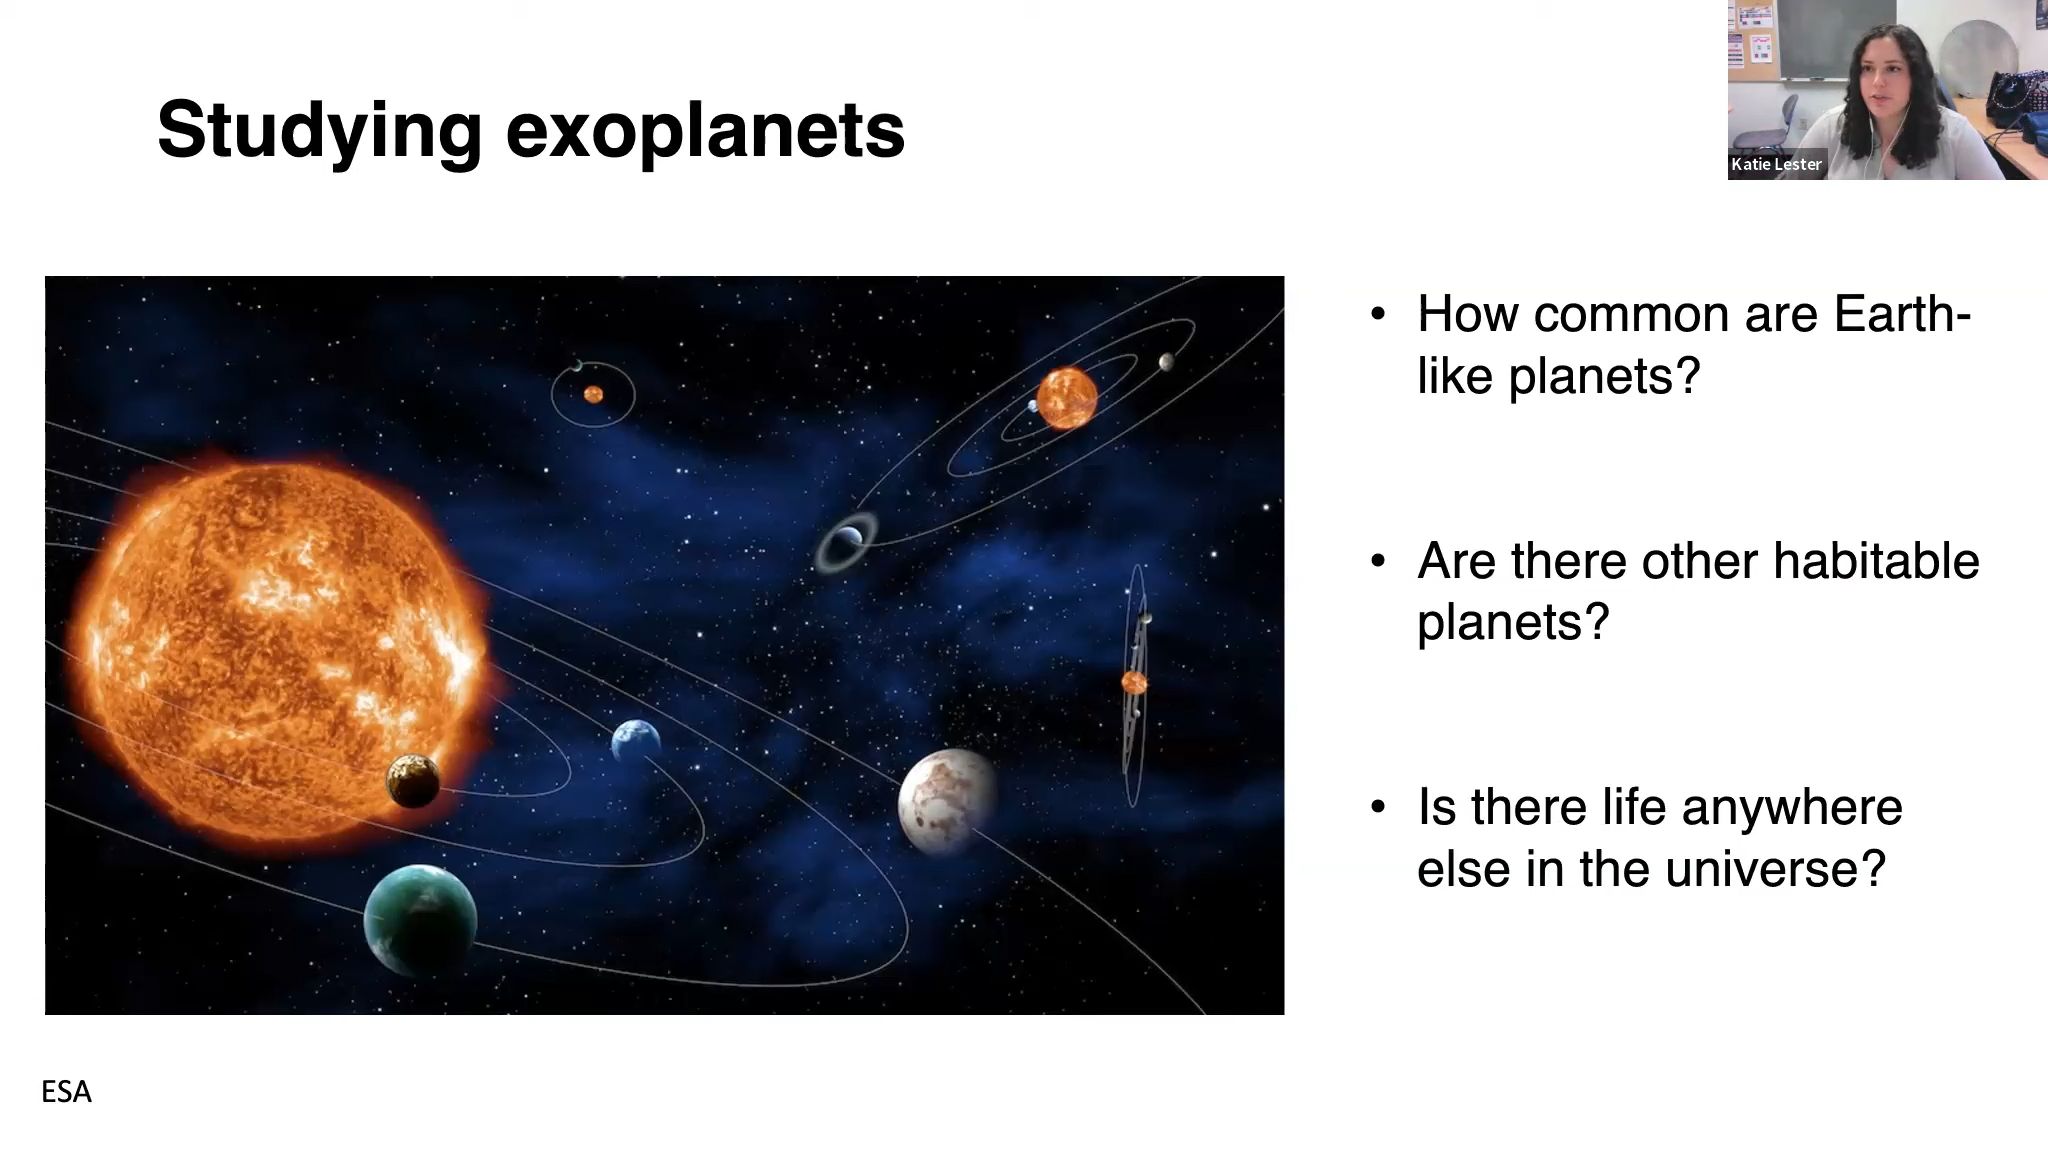 Studying exoplanets
Katie Lester
• How common are Earth-
like planets?
• Are there other habitable
planets?
• Is there life anywhere
else in the universe?
ESA